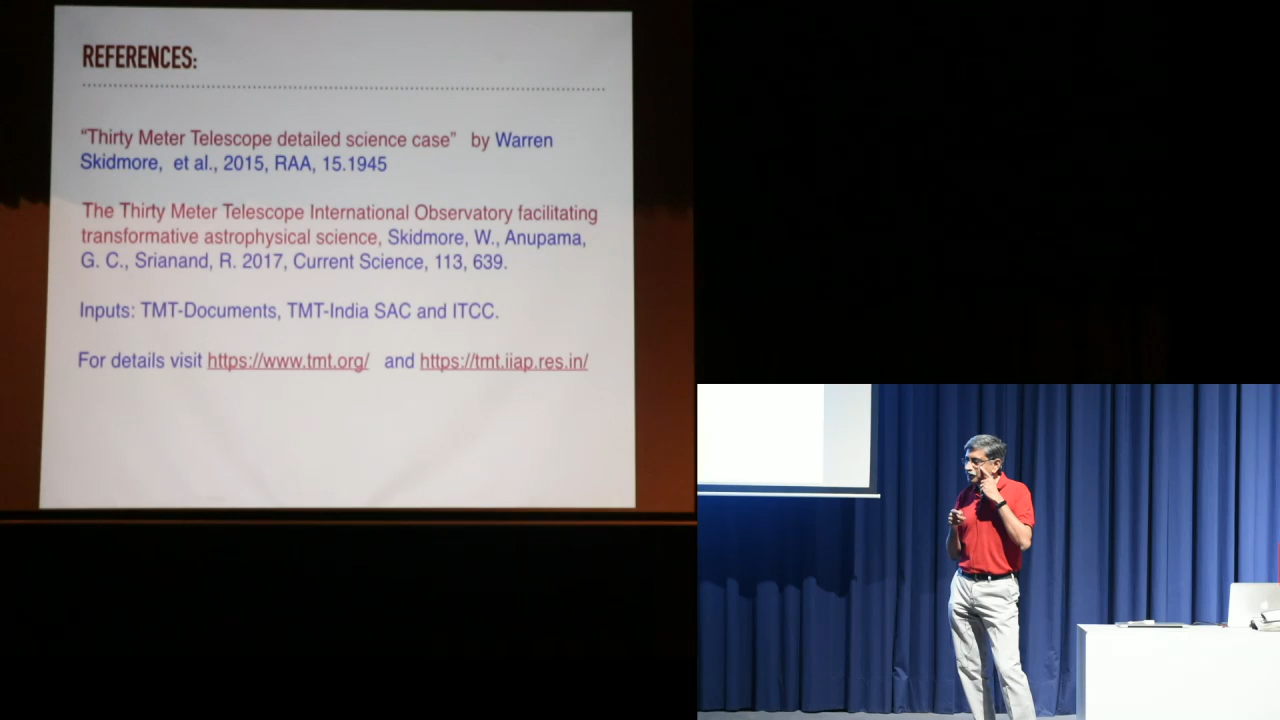 REFERENCES:
“Thirty Meter Telescope detailed science case” by Warren
Skidmore, et al., 2015, RAA, 15.1945
The Thirty Meter Telescope International Observatory facilitating
transformative astrophysical science, Skidmore, W., Anupama,
G. C., Srianand, R. 2017, Current Science, 113, 639.
Inputs: TMT-Documents, TMT-India SAC and ITCC.
For details visit https://www.tmt.org/ and https://tmt.iiap.res.in/